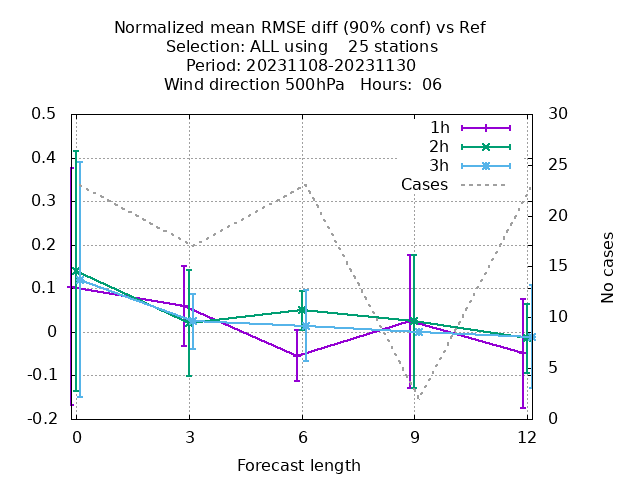 Normalized mean RMSE diff (90% conf) vs Ref
Selection: ALL using    25 stations
Period: 20231108-20231130
Wind direction 500hPa   Hours:  06
0.5
0.4
0.3
0.2
0.1
0
-0.1
-0.2
30
25
20
15
10
5
0
1h
2h
3h
Cases
No cases
0 3 6 9 12
Forecast length